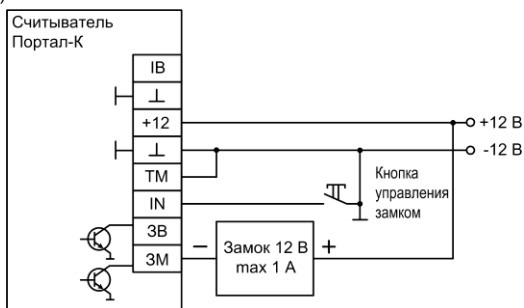 )
Считыватель
Портал-К
IB
⊥
+12
+12 В
⊥
-12 В
TM
Кнопка
управления
замком
IN
ЗВ
ЗМ
−
Замок 12 В
max 1 А
+